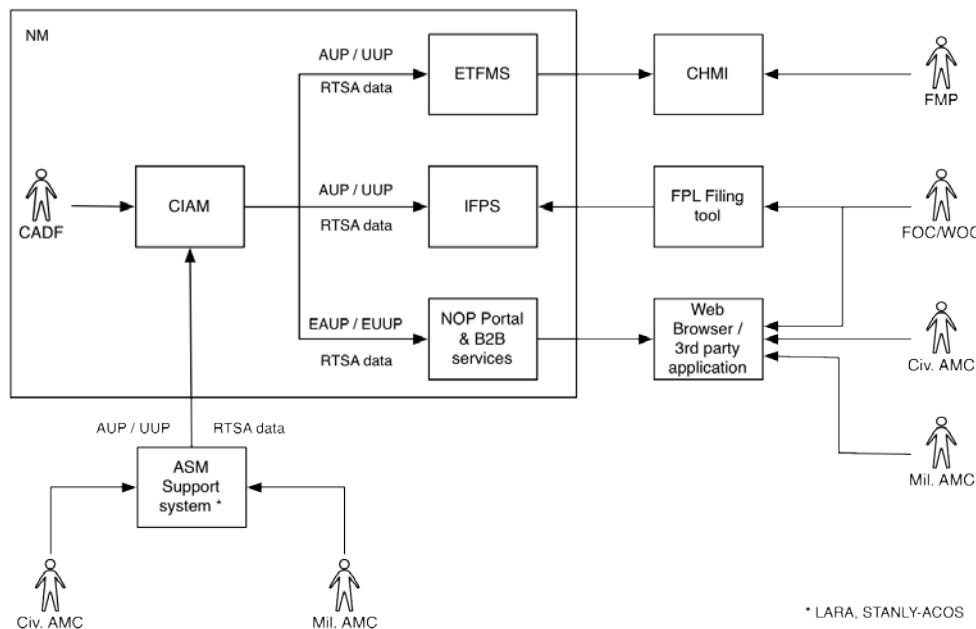 NM
AUP / UUP
RTSA data
ETFMS
CHMI
FMP
CADF
CIAM
AUP / UUP
RTSA data
IFPS
FPL Filing
tool
FOC/WOC
EAUP / EUUP
RTSA data
NOP Portal
& B2B
services
Web
Browser /
3rd party
application
Civ. AMC
AUP / UUP
RTSA data
Mil. AMC
ASM
Support
system *
Civ. AMC
Mil. AMC
* LARA, STANLY-ACOS